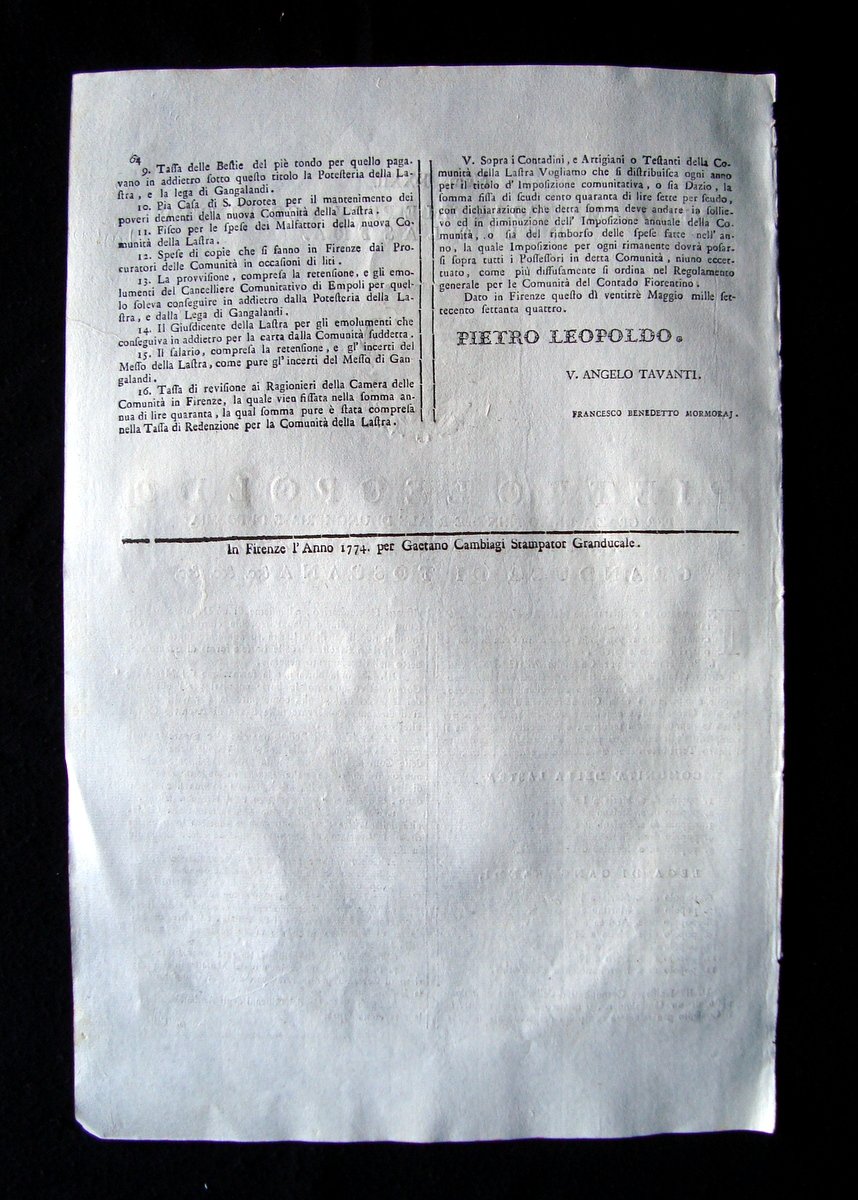 64
9. Taſſa delle Beſtie del piè tondo per quello paga-
vano in addietro ſotto queſto titolo la Poteſteria della La-
ſtra, e la lega di Gangalandi.
10. Pia Caſa di S. Dorotea per il mantenimento dei
poveri dementi della nuova Comunità della Laſtra.
11. Fiſco per le ſpeſe dei Malfattori della nuova Co-
munità della Laſtra.
12. Speſe di copie che ſi fanno in Firenze dai Pro-
curatori delle Comunità in occaſioni di liti.
13. La provviſione, compreſa la retenſione, e gli emo-
lumenti del Cancelliere Comunitativo di Empoli per quel-
lo ſoleva conſeguire in addietro dalla Poteſteria della La-
ſtra, e dalla Lega di Gangalandi.
14. Il Giuſdicente della Laſtra per gli emolumenti che
conſeguiva in addietro per la carta dalla Comunità ſuddetta.
15. Il ſalario, compreſa la retenſione, e gl' incerti del
Meſſo della Laſtra, come pure gl' incerti del Meſſo di Gan
galandi.
16. Taſſa di reviſione ai Ragionieri della Camera delle
Comunità in Firenze, la quale vien fiſſata nella ſomma an-
nua di lire quaranta, la qual ſomma pure è ſtata compreſa
nella Taſſa di Redenzione per la Comunità della Laſtra.
V. Sopra i Contadini, e Artigiani o Teſtanti della Co-
munità della Laſtra Vogliamo che ſi diſtribuiſca ogni anno
per il titolo d' Impoſizione comunitativa, o ſia Dazio, la
ſomma fiſſa di ſcudi cento quaranta di lire ſette per ſcudo,
con dichiarazione che detta ſomma deve andare in ſollie-
vo ed in diminuzione dell' Impoſizione annuale della Co-
munità, o ſia del rimborſo delle ſpeſe fatte nell' an-
no, la quale Impoſizione per ogni rimanente dovrà poſar-
ſi ſopra tutti i Poſſeſſori in detta Comunità, niuno eccet-
tuato, come più diffuſamente ſi ordina nel Regolamento
generale per le Comunità del Contado Fiorentino.
Dato in Firenze queſto dì ventitrè Maggio mille ſet-
tecento ſettanta quattro.
PIETRO LEOPOLDO.
V. ANGELO TAVANTI.
FRANCESCO BENEDETTO MORMORAJ.
In Firenze l'Anno 1774. per Gaetano Cambiagi Stampator Granducale.